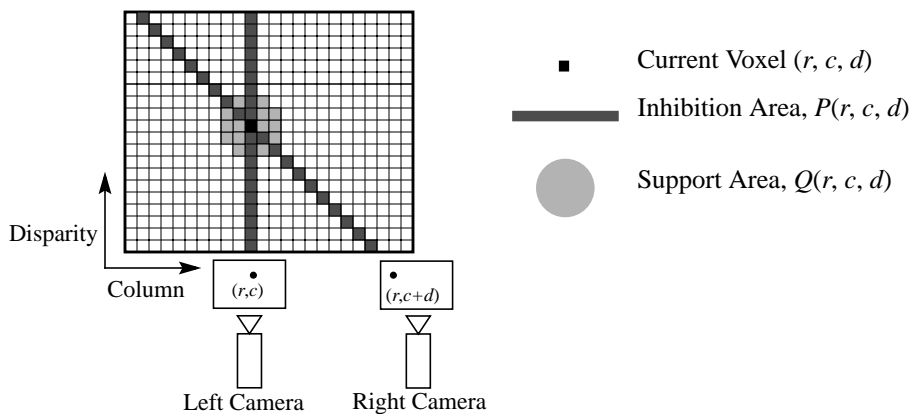 Current Voxel (r, c, d)
Inhibition Area, P(r, c, d)
Support Area, Q(r, c, d)
Disparity
Column
(r,c)
(r,c+d)
Left Camera
Right Camera